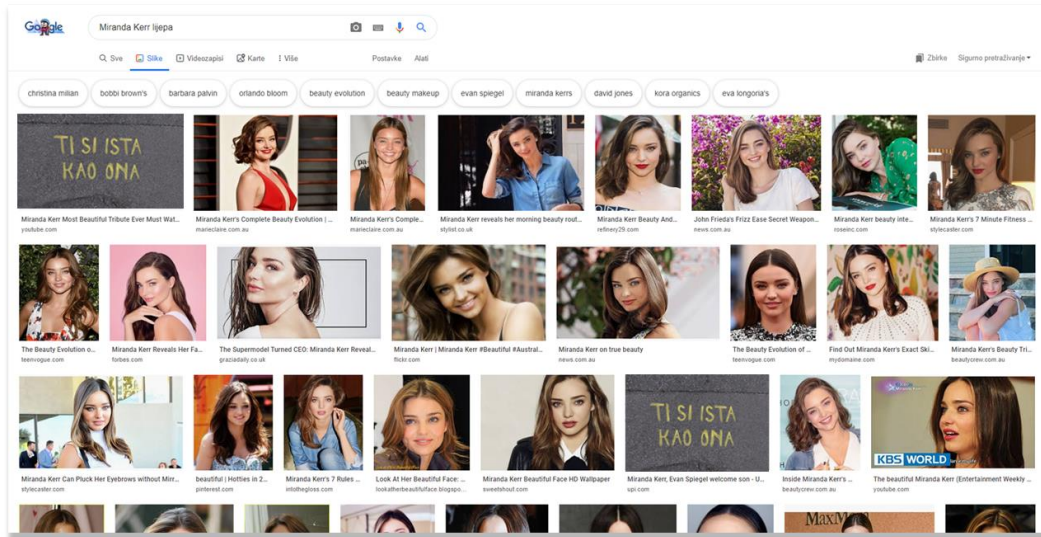 Google
Miranda Kerr lijepa
Sve
Slike
Videozapisi
Karte
Više
Postavke
Alati
Zbirke
Sigurno pretraživanje
christina milian
bobbi brown's
barbara palvin
orlando bloom
beauty evolution
beauty makeup
evan spiegel
miranda kerrs
david jones
kora organics
eva longoria's
TI SI ISTA
KAO ONA
Miranda Kerr Most Beautiful Tribute Ever Must Wat...
youtube.com
Miranda Kerr's Complete Beauty Evolution | ...
marieclaire.com.au
Miranda Kerr's Comple...
marieclaire.com.au
Miranda Kerr reveals her morning beauty rout...
stylist.co.uk
Miranda Kerr Beauty And...
refinery29.com
John Frieda's Frizz Ease Secret Weapon...
news.com.au
Miranda Kerr beauty inte...
roseinc.com
Miranda Kerr's 7 Minute Fitness ...
stylecaster.com
The Beauty Evolution o...
teenvogue.com
Miranda Kerr Reveals Her Fa...
forbes.com
The Supermodel Turned CEO: Miranda Kerr Reveal...
graziadaily.co.uk
Miranda Kerr | Miranda Kerr #Beautiful #Austral...
flickr.com
Miranda Kerr on true beauty
news.com.au
The Beauty Evolution of ...
teenvogue.com
Find Out Miranda Kerr's Exact Ski...
mydomaine.com
Miranda Kerr's Beauty Tri...
beautycrew.com.au
TI SI ISTA
KAO ONA
KBS WORLD
Miranda Kerr Can Pluck Her Eyebrows without Mirr...
stylecaster.com
beautiful | Hotties in 2...
pinterest.com
Miranda Kerr's 7 Rules ...
intothegloss.com
Look At Her Beautiful Face: ...
lookatherbeautifulface.blogspo...
Miranda Kerr Beautiful Face HD Wallpaper
sweetshout.com
Miranda Kerr, Evan Spiegel welcome son - U...
upi.com
Inside Miranda Kerr's ...
beautycrew.com.au
The beautiful Miranda Kerr (Entertainment Weekly ...
youtube.com